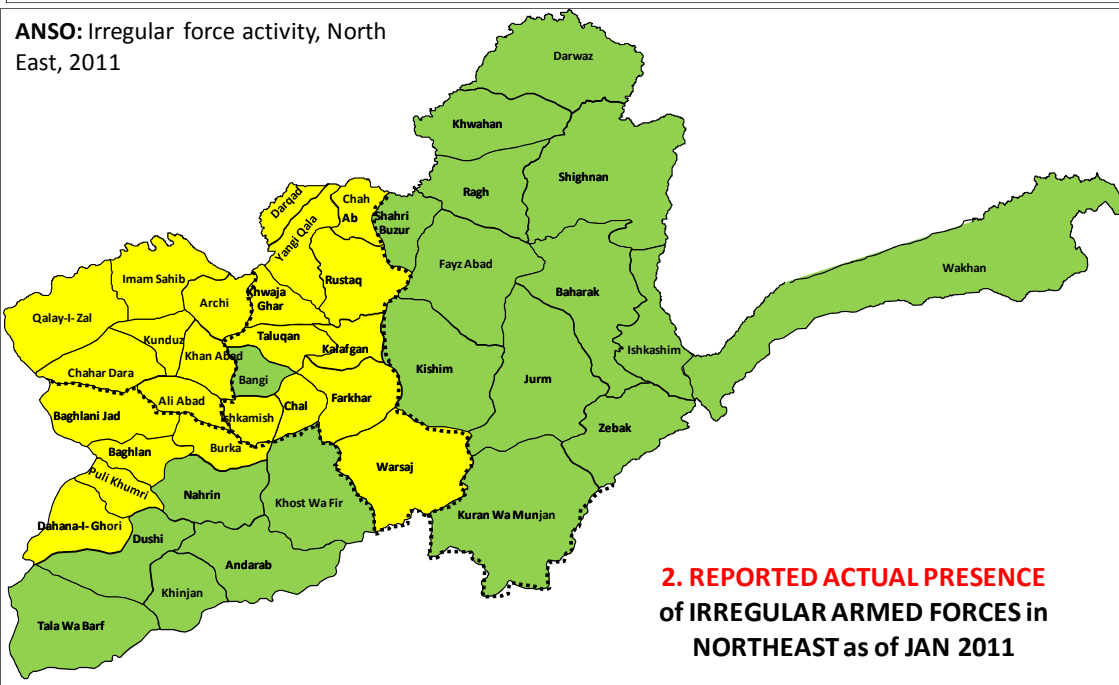 ANSO: Irregular force activity, North
East, 2011
Darwaz
Khwahan
Shighnan
Ragh
Darqad
Chah
Ab
Shahri
Buzur
Yangi Qala
Fayz Abad
Wakhan
Imam Sahib
Rustaq
Archi
Khwaja
Ghar
Baharak
Qalay-I- Zal
Kunduz
Taluqan
Khan Abad
Kalafgan
Ishkashim
Chahar Dara
Bangi
Kishim
Jurm
Ali Abad
Farkhar
Baghlani Jad
shkamish
Chal
Zebak
Burka
Baghlan
Warsaj
Puli Khumri
Nahrin
Khost Wa Fir
Kuran Wa Munjan
Dahana-I- Ghori
Dushi
Andarab
Khinjan
Tala Wa Barf
2. REPORTED ACTUAL PRESENCE
of IRREGULAR ARMED FORCES in
NORTHEAST as of JAN 2011